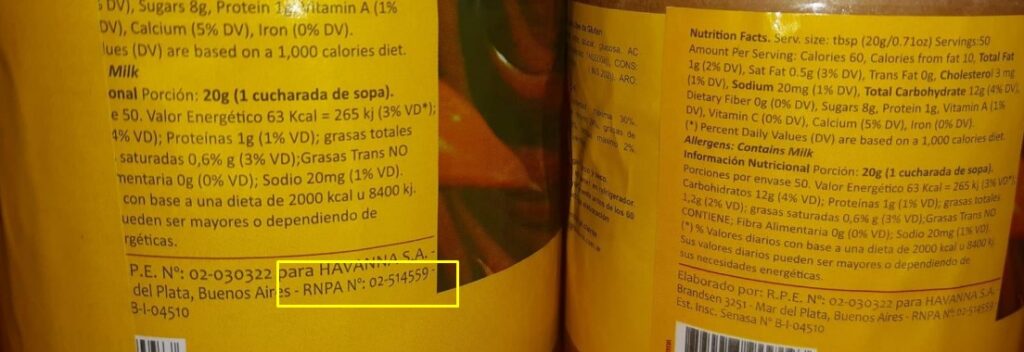 DV), Sugars 8g, Protein 1g, Vitamin A (1%
DV), Calcium (5% DV), Iron (0% DV).
lues (DV) are based on a 1,000 calories diet.
Milk
onal Porción: 20g (1 cucharada de sopa).
e 50. Valor Energético 63 Kcal = 265 kj (3% VD*);
4% VD); Proteínas 1g (1% VD); grasas totales
saturadas 0,6% g (3% VD);Grasas Trans NO
mentaria 0g (0% VD); Sodio 20mg (1% VD).
con base a una dieta de 2000 kcal u 8400 kj.
ueden ser mayores o dependiendo de
rgéticas.
P.E. Nº: 02-030322 para HAVANNA S.A. -
del Plata, Buenos Aires - RNPA Nº: 02-514559 -
B-I-04510
Nutrition Facts. Serv. size: tbsp (20g/0.71oz) Servings:50
Amount Per Serving: Calories 60, Calories from fat 10, Total Fat
1g (2% DV), Sat Fat 0.5g (3% DV), Trans Fat 0g, Cholesterol 3 mg
(1% DV), Sodium 20mg (1% DV), Total Carbohydrate 12g (4% DV),
Dietary Fiber 0g (0% DV), Sugars 8g, Protein 1g, Vitamin A (1%
DV), Vitamin C (0% DV), Calcium (5% DV), Iron (0% DV).
(*) Percent Daily Values (DV) are based on a 1,000 calories diet.
Allergens: Contains Milk
Información Nutricional Porción: 20g (1 cucharada de sopa).
Porciones por envase 50. Valor Energético 63 Kcal = 265 kj (3% VD*);
Carbohidratos 12g (4% VD); Proteínas 1g (1% VD); grasas totales
1,2g (2% VD); grasas saturadas 0,6% g (3% VD);Grasas Trans NO
CONTIENE; Fibra Alimentaria 0g (0% VD); Sodio 20mg (1% VD).
(*) % Valores diarios con base a una dieta de 2000 kcal u 8400 kj.
Sus valores diarios pueden ser mayores o dependiendo de
sus necesidades energéticas.
Elaborado por: R.P.E. Nº: 02-030322 para HAVANNA S.A.
Brandsen 3251 - Mar del Plata, Buenos Aires - RNPA Nº: 02-514559 -
Est. Insc. Senasa Nº B-I-04510